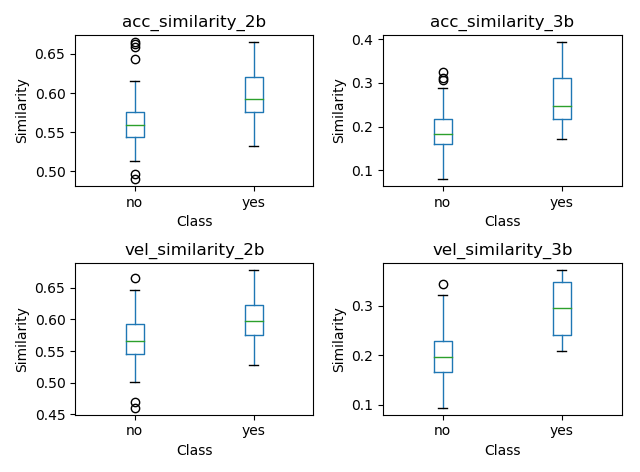 acc_similarity_2b
Similarity
0.65
0.60
0.55
0.50
no yes
Class
acc_similarity_3b
Similarity
0.4
0.3
0.2
0.1
no yes
Class
vel_similarity_2b
Similarity
0.65
0.60
0.55
0.50
0.45
no yes
Class
vel_similarity_3b
Similarity
0.3
0.2
0.1
no yes
Class